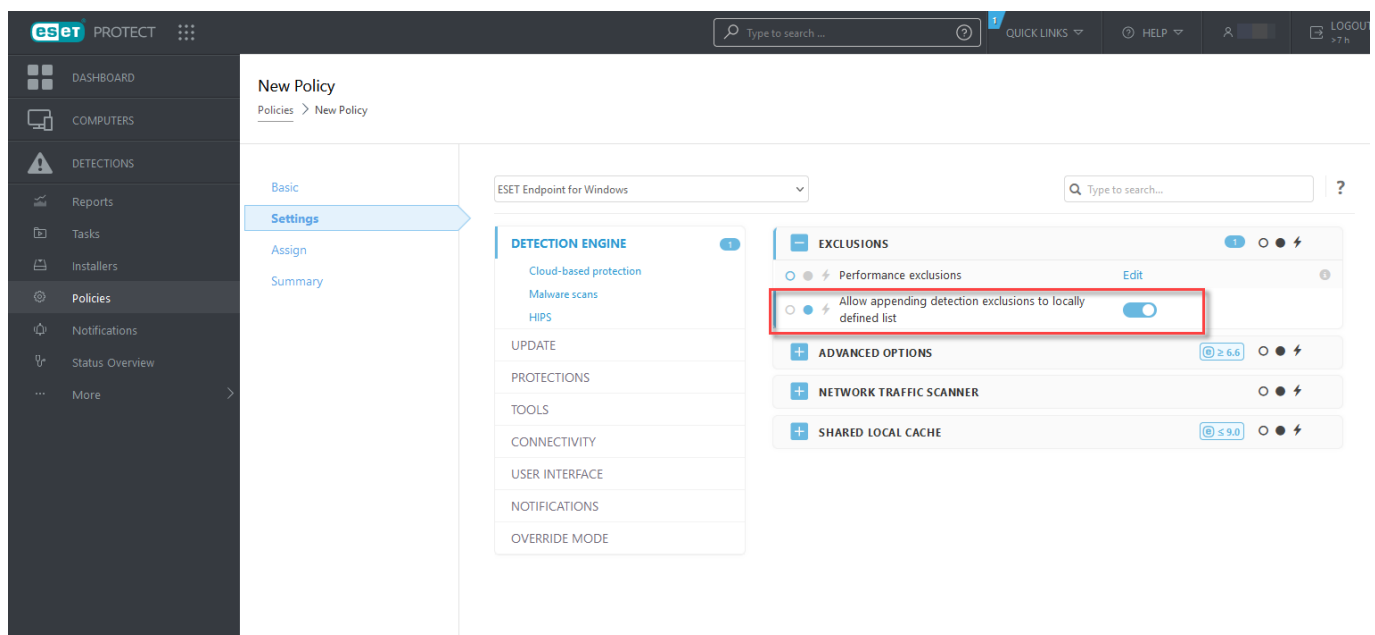 eset PROTECT
Type to search ...
?
1
QUICK LINKS
? HELP
LOGOUT
>7 h
DASHBOARD
COMPUTERS
DETECTIONS
Reports
Tasks
Installers
Policies
Notifications
Status Overview
More
New Policy
Policies > New Policy
Basic
Settings
Assign
Summary
ESET Endpoint for Windows
Type to search...
?
DETECTION ENGINE 1
Cloud-based protection
Malware scans
HIPS
UPDATE
PROTECTIONS
TOOLS
CONNECTIVITY
USER INTERFACE
NOTIFICATIONS
OVERRIDE MODE
EXCLUSIONS 1
Performance exclusions Edit
Allow appending detection exclusions to locally
defined list
ADVANCED OPTIONS ≥ 6.6
NETWORK TRAFFIC SCANNER
SHARED LOCAL CACHE ≤ 9.0